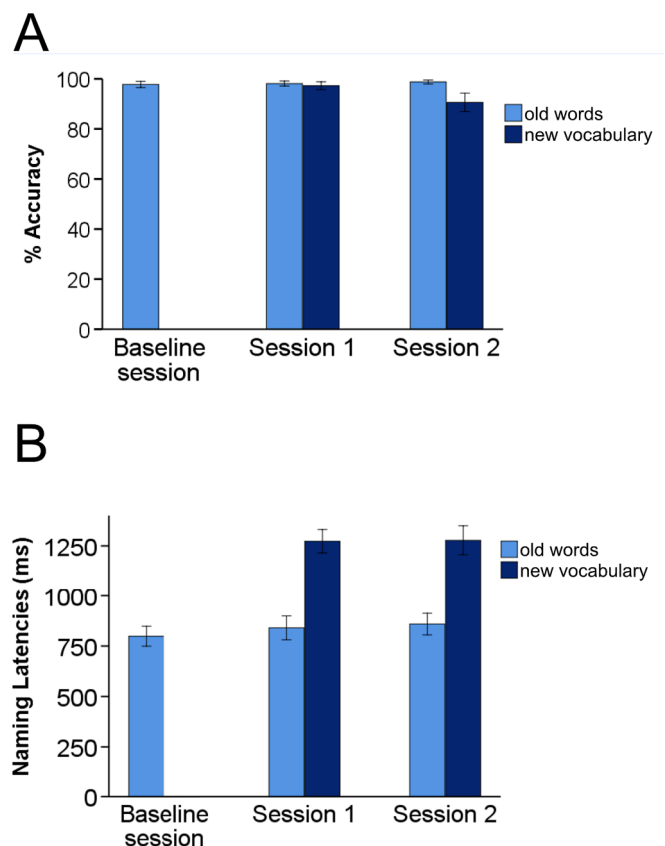 A
% Accuracy
100
80
60
40
20
0
Baseline
session
Session 1
Session 2
old words
new vocabulary
B
Naming Latencies (ms)
1250
1000
750
500
250
0
Baseline
session
Session 1
Session 2
old words
new vocabulary